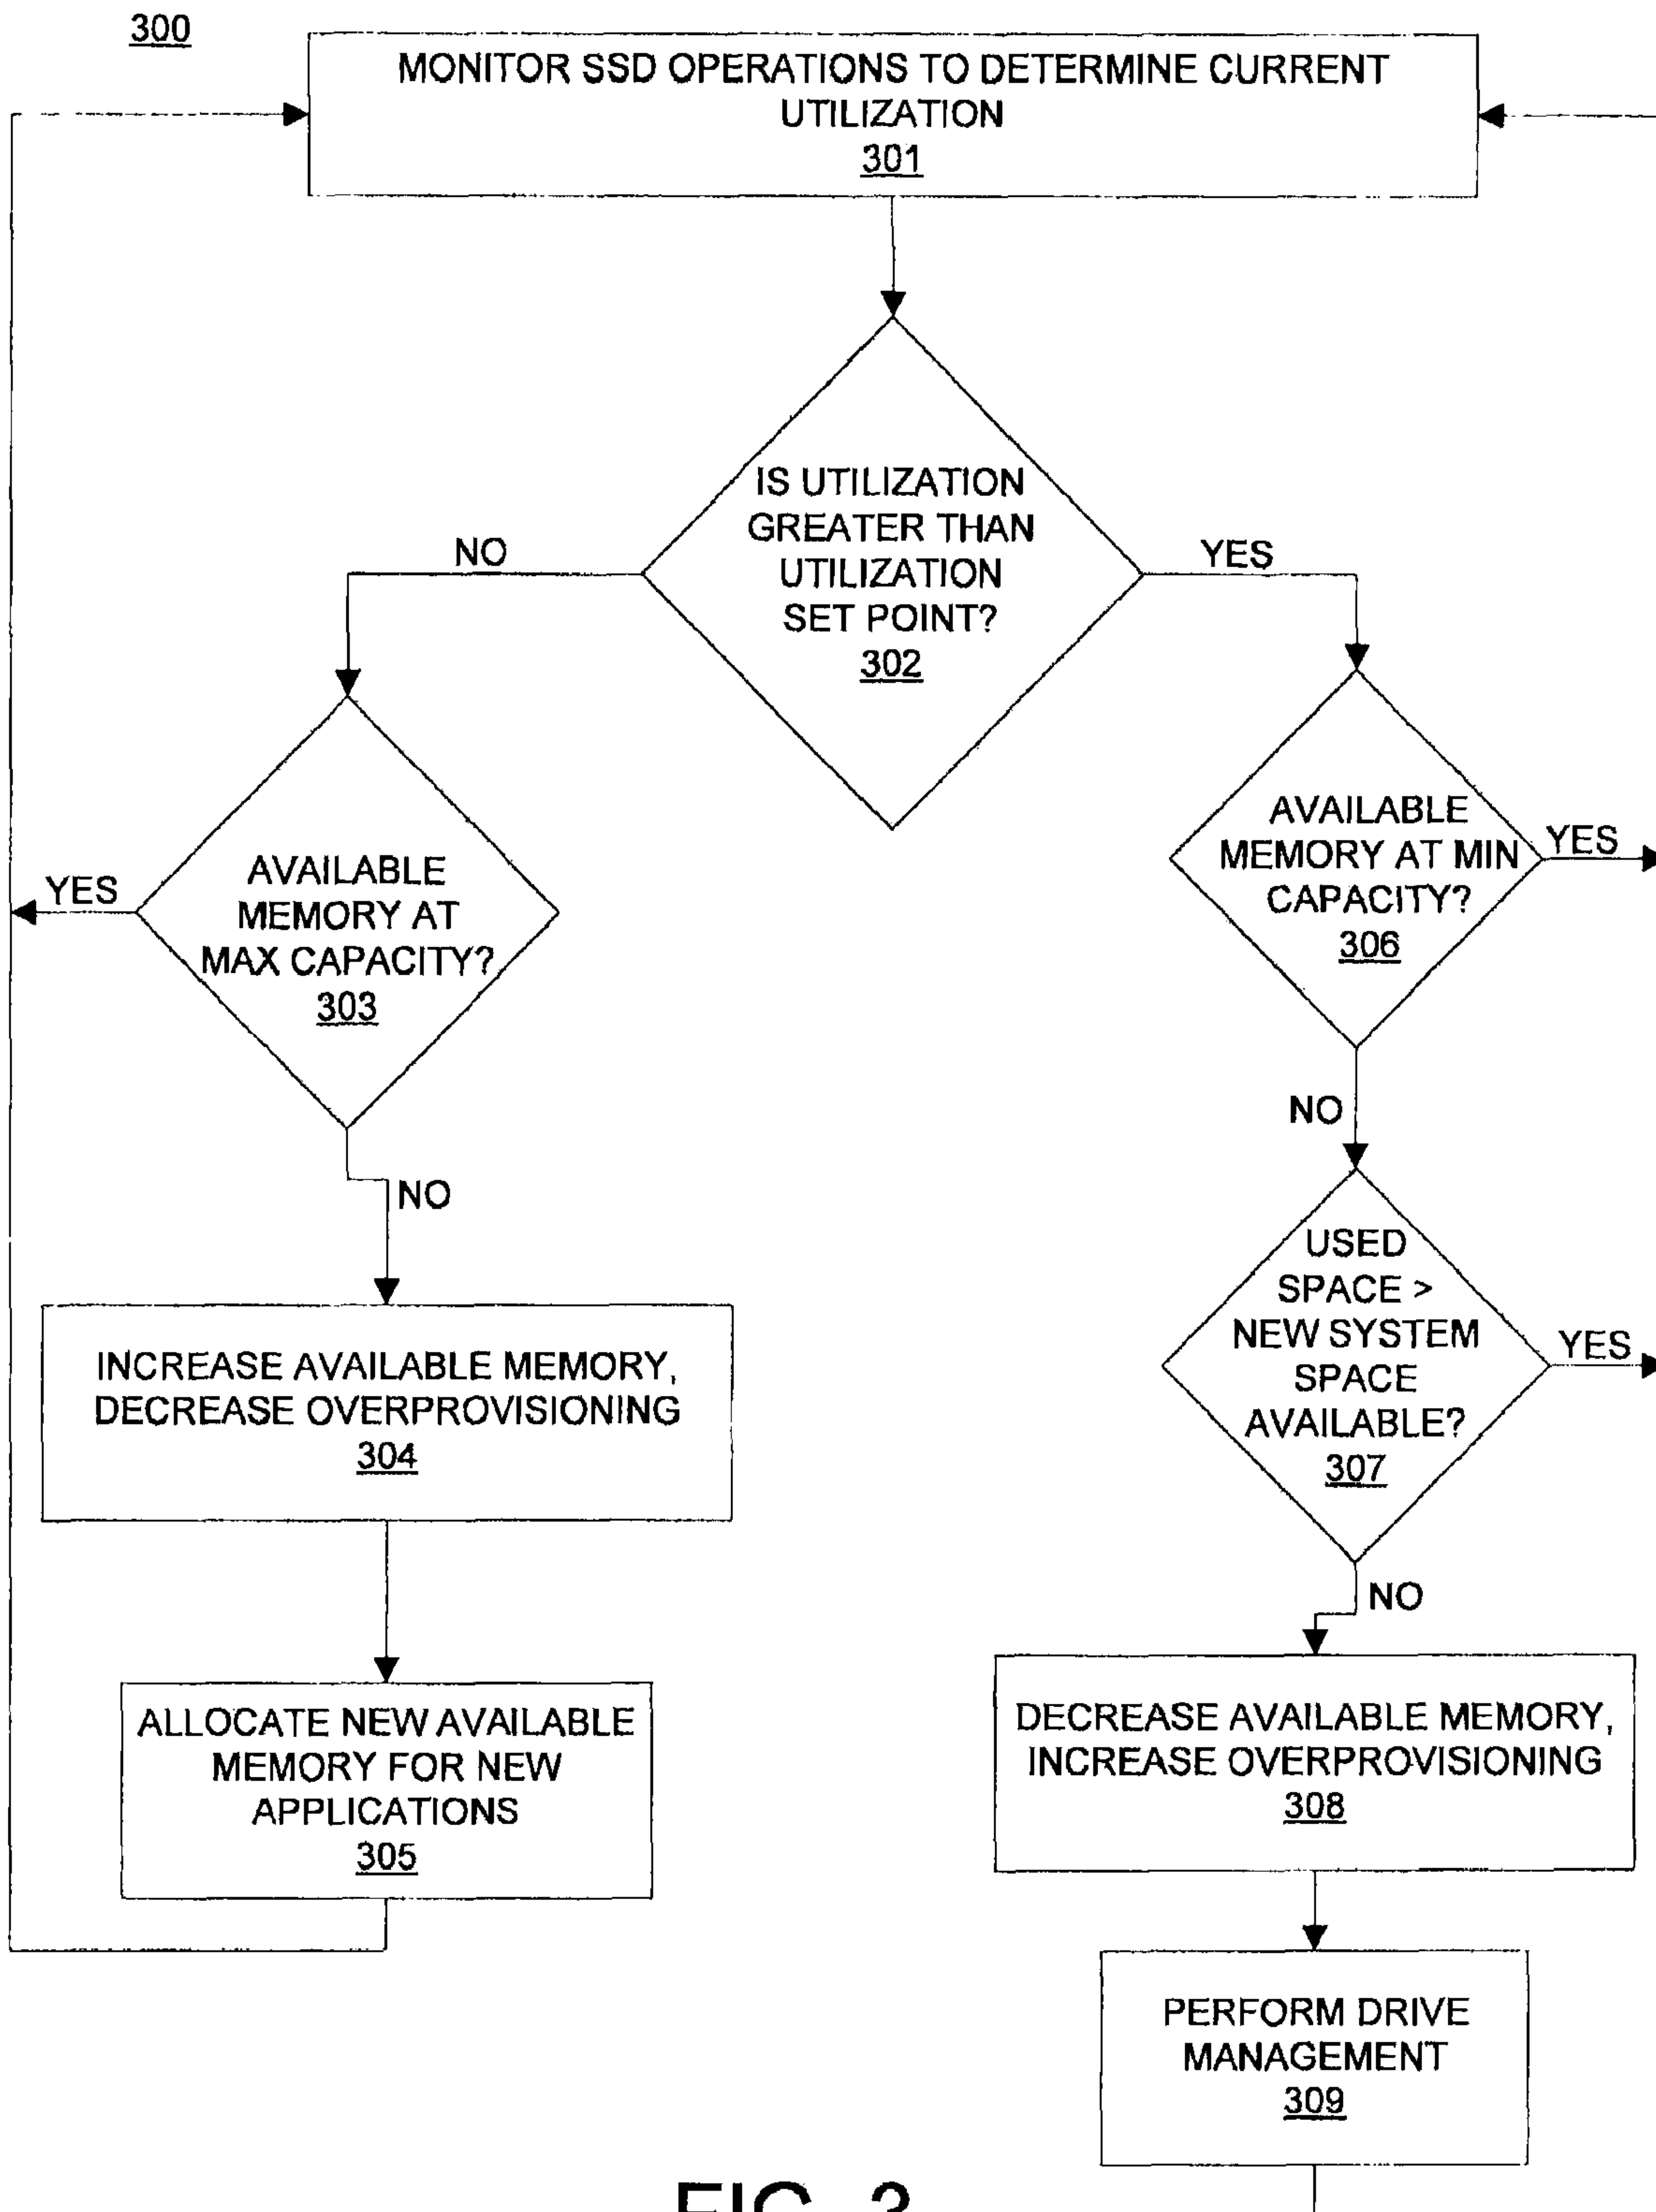 300
MONITOR SSD OPERATIONS TO DETERMINE CURRENT
UTILIZATION
301
IS UTILIZATION
GREATER THAN
UTILIZATION
SET POINT?
302
NO
YES
AVAILABLE
MEMORY AT
MAX CAPACITY?
303
YES
NO
AVAILABLE
MEMORY AT MIN
CAPACITY?
306
YES
NO
USED
SPACE >
NEW SYSTEM
SPACE
AVAILABLE?
307
YES
NO
INCREASE AVAILABLE MEMORY,
DECREASE OVERPROVISIONING
304
ALLOCATE NEW AVAILABLE
MEMORY FOR NEW
APPLICATIONS
305
DECREASE AVAILABLE MEMORY,
INCREASE OVERPROVISIONING
308
PERFORM DRIVE
MANAGEMENT
309
FIG. 3